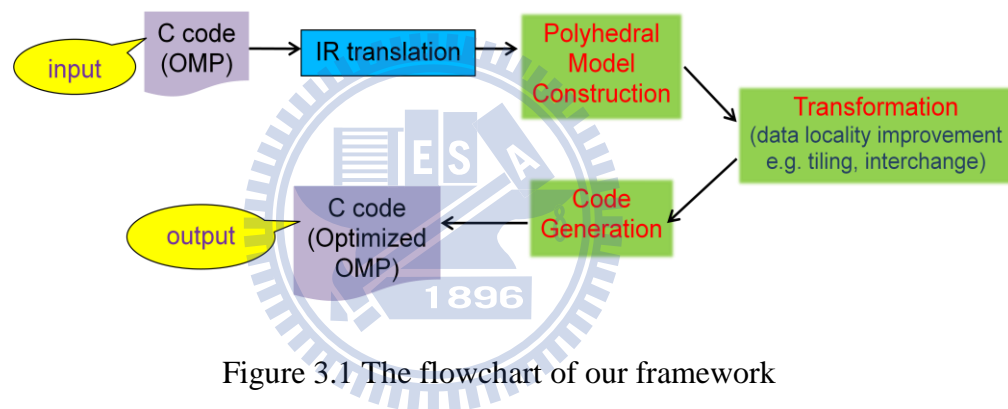 input
C code
(OMP)
IR translation
Polyhedral
Model
Construction
Transformation
(data locality improvement
e.g. tiling, interchange)
Code
Generation
C code
(Optimized
OMP)
output
E S A
1896
Figure 3.1 The flowchart of our framework